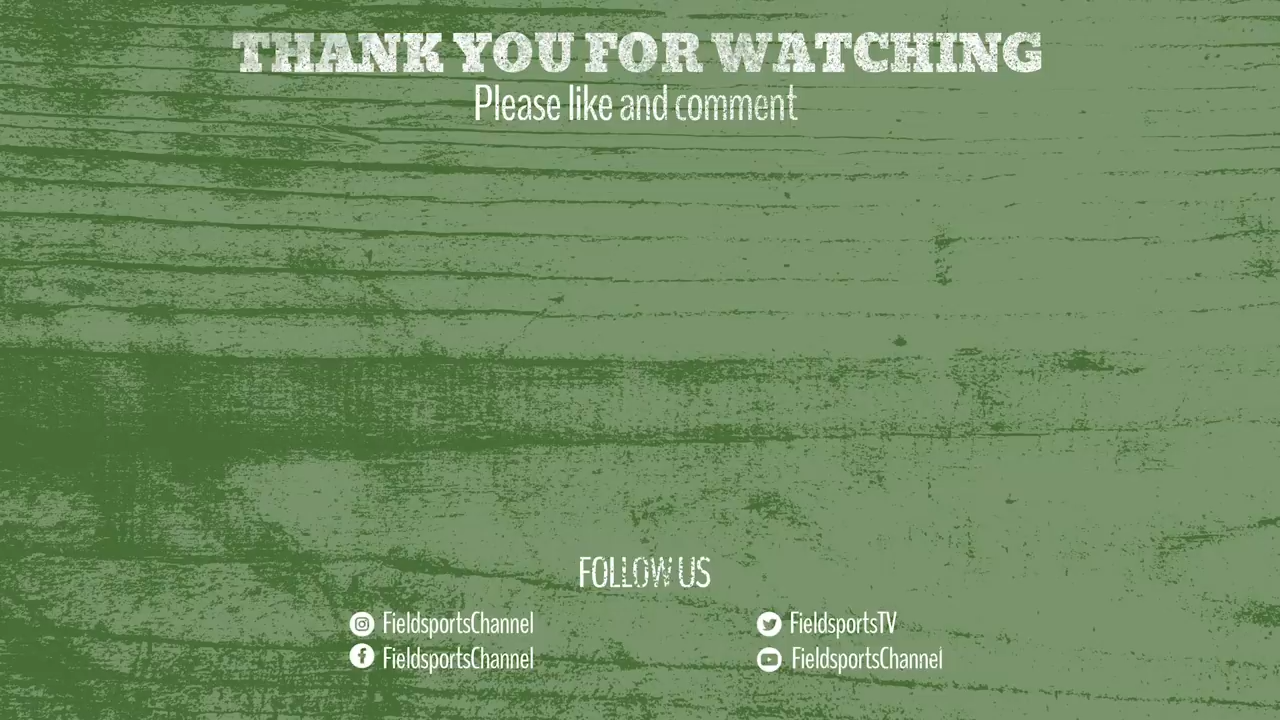 THANK YOU FOR WATCHING
Please like and comment
FOLLOW US
FieldsportsChannel
FieldsportsTV
FieldsportsChannel
FieldsportsChannel